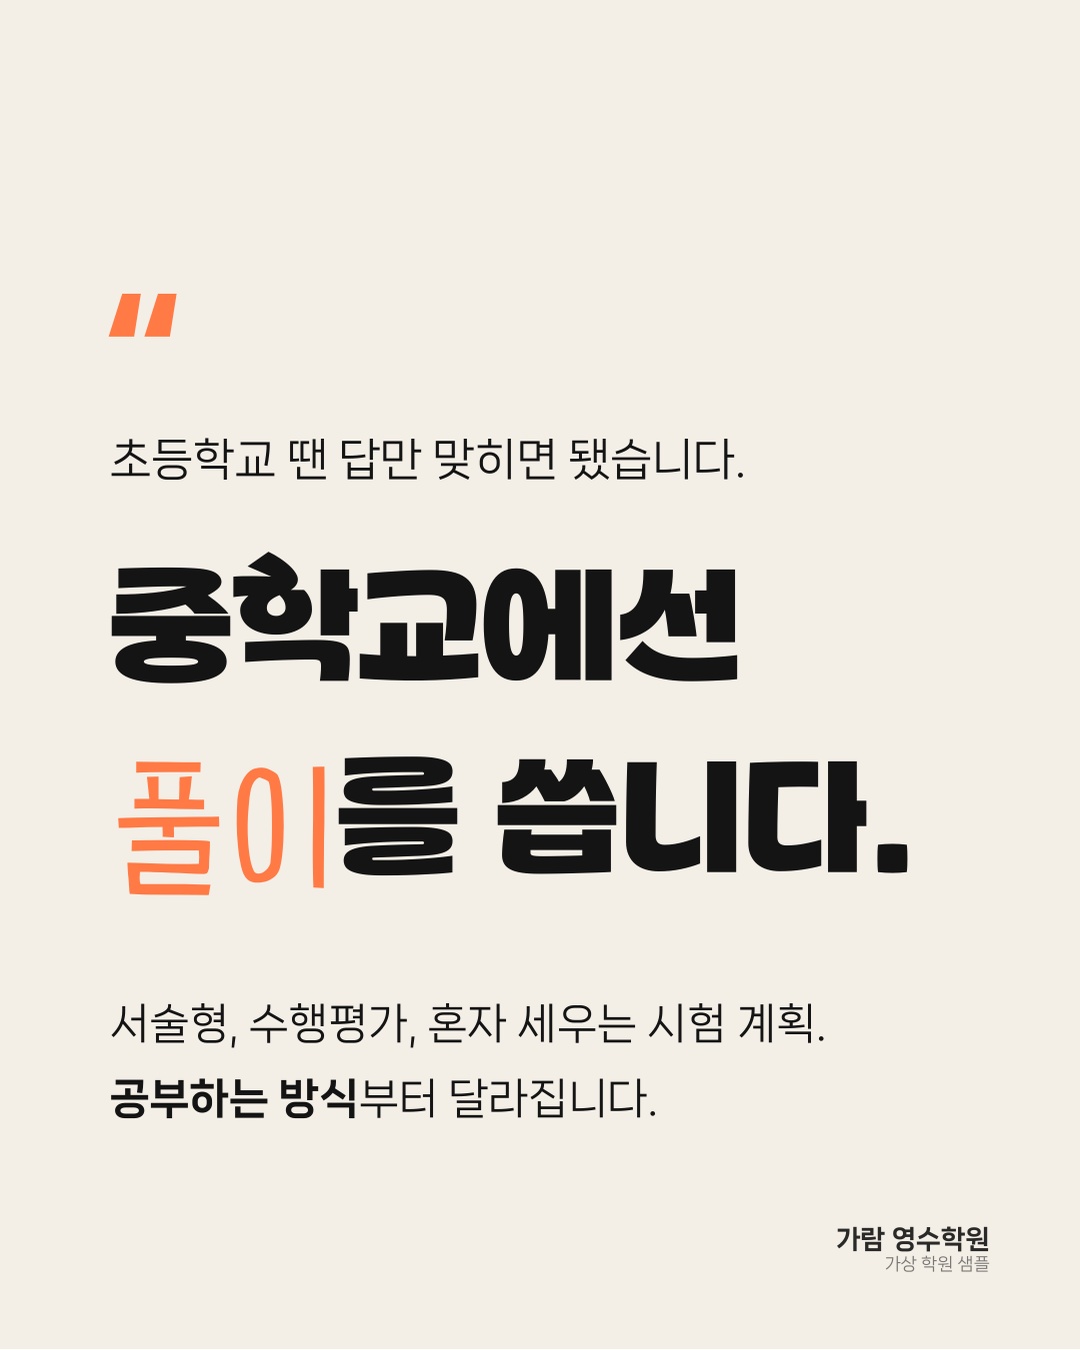 “
초등학교 땐 답만 맞히면 됐습니다.
중학교에선
풀이를 씁니다.
서술형, 수행평가, 혼자 세우는 시험 계획.
공부하는 방식부터 달라집니다.
가람 영수학원
가상 학원 샘플